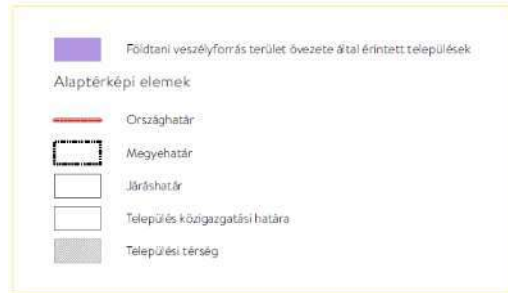 Földtani veszélyforrás terület övezete által érintett települések
Alaptérképi elemek
Országhatár
Megyehatár
Járáshatár
Település közigazgatási határa
Települési térség